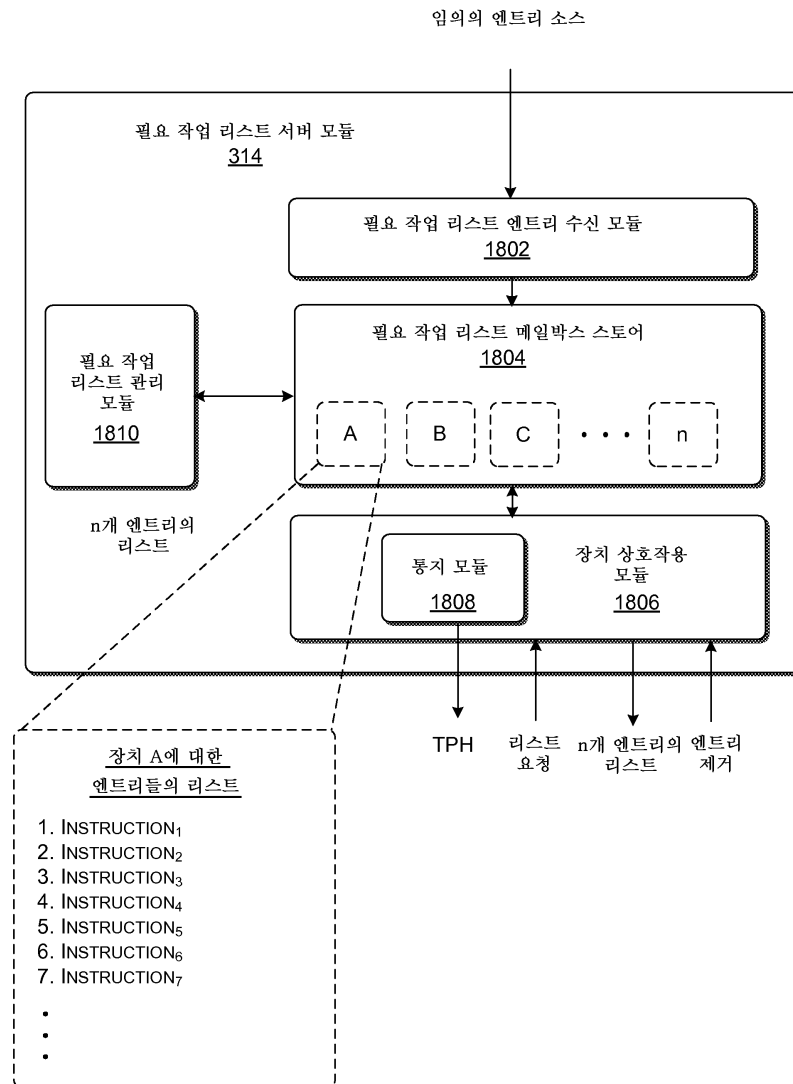 임의의 엔트리 소스
필요 작업 리스트 서버 모듈
314
필요 작업 리스트 엔트리 수신 모듈
1802
필요 작업 리스트 메일박스 스토어
1804
A B C • • • n
필요 작업
리스트 관리
모듈
1810
n개 엔트리의
리스트
통지 모듈
1808
장치 상호작용
모듈
1806
TPH
리스트
요청
n개 엔트리의
리스트
엔트리
제거
장치 A에 대한
엔트리들의 리스트
1. INSTRUCTION₁
2. INSTRUCTION₂
3. INSTRUCTION₃
4. INSTRUCTION₄
5. INSTRUCTION₅
6. INSTRUCTION₆
7. INSTRUCTION₇
•
•
•